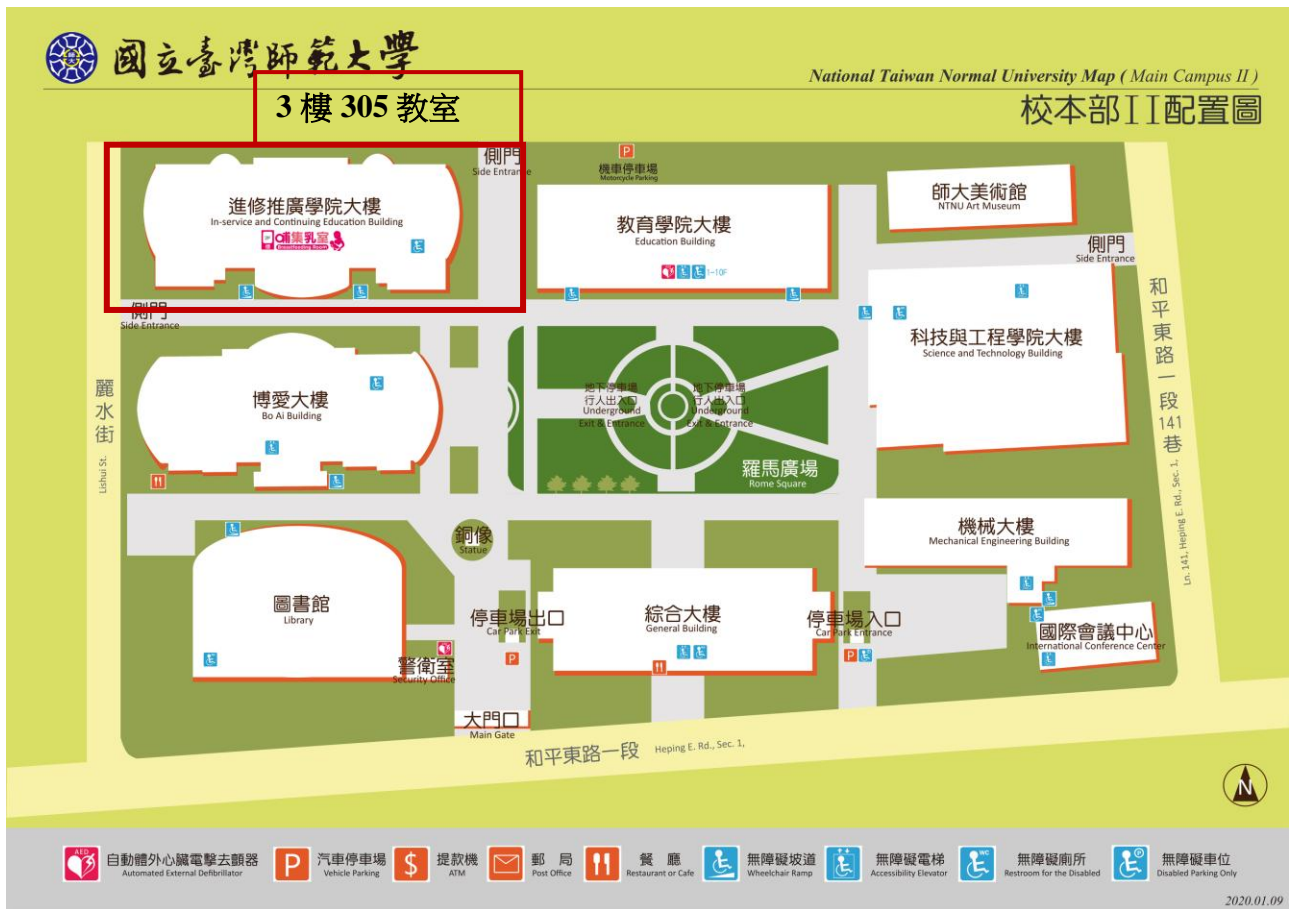 國立臺灣師範大學
National Taiwan Normal University Map ( Main Campus II )
校本部II配置圖
3 樓 305 教室
側門
Side Entrance
P
機車停車場
Motorcycle Parking
進修推廣學院大樓
In-service and Continuing Education Building
哺集乳室
Breastfeeding Room
教育學院大樓
Education Building
1-10F
師大美術館
NTNU Art Museum
側門
Side Entrance
側門
Side Entrance
科技與工程學院大樓
Science and Technology Building
博愛大樓
Bo Ai Building
地下停車場
行人出入口
Underground
Exit & Entrance
地下停車場
行人出入口
Underground
Exit & Entrance
羅馬廣場
Rome Square
麗水街
Lishui St.
和平東路一段141巷
Ln. 141, Heping E. Rd., Sec. 1,
銅像
Statue
機械大樓
Mechanical Engineering Building
圖書館
Library
停車場出口
Car Park Exit
P
綜合大樓
General Building
停車場入口
Car Park Entrance
P
國際會議中心
International Conference Center
警衛室
Security Office
大門口
Main Gate
和平東路一段 Heping E. Rd., Sec. 1,
N
AED
自動體外心臟電擊去顫器
Automated External Defibrillator
P
汽車停車場
Vehicle Parking
$
提款機
ATM
郵 局
Post Office
餐 廳
Restaurant or Cafe
無障礙坡道
Wheelchair Ramp
無障礙電梯
Accessibility Elevator
WC
無障礙廁所
Restroom for the Disabled
P
無障礙車位
Disabled Parking Only
2020.01.09